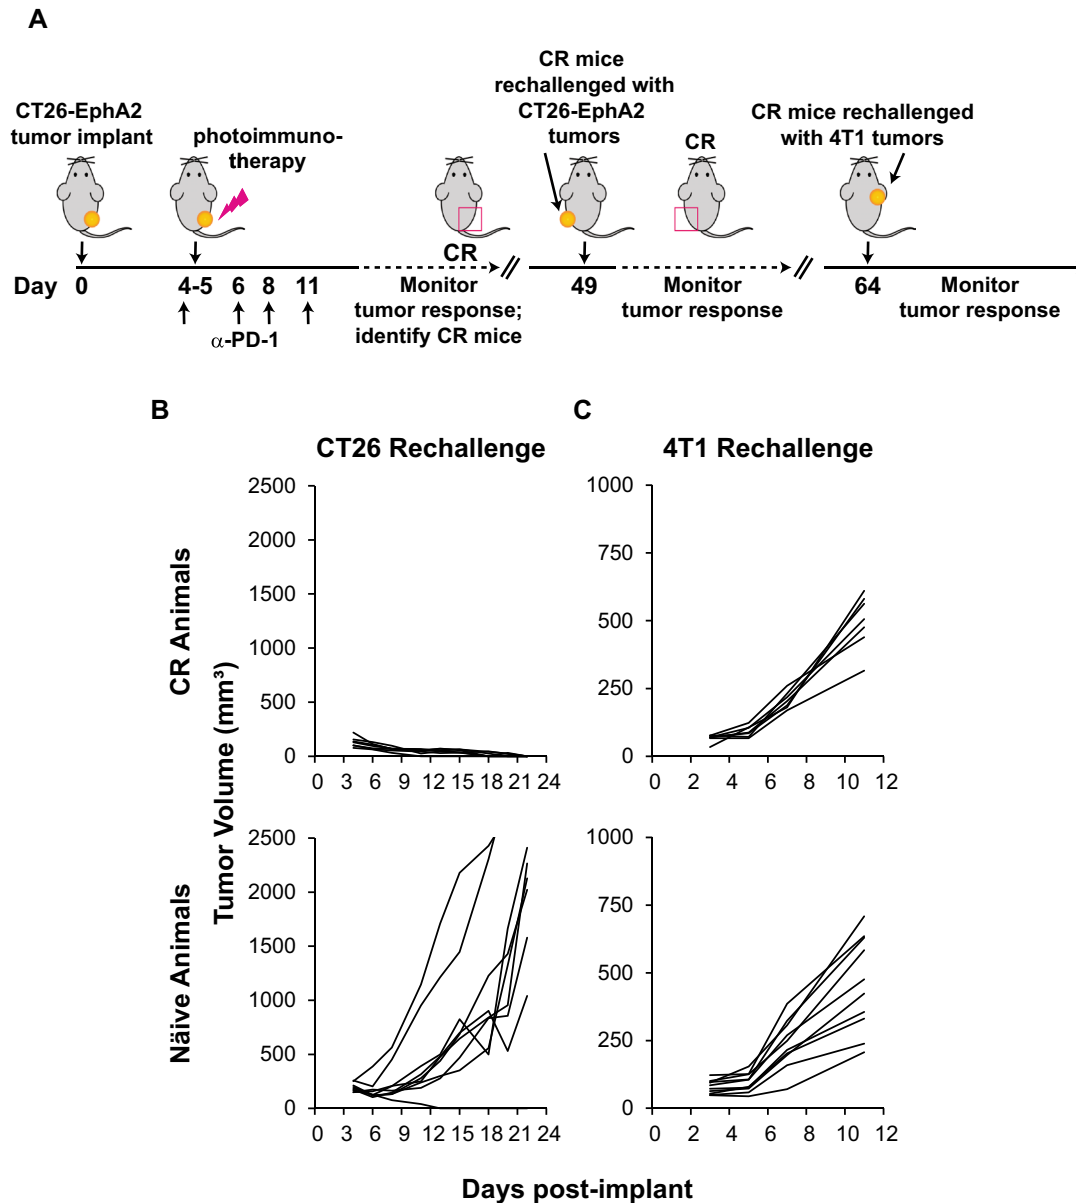 A
CT26-EphA2
tumor implant
photoimmuno-
therapy
CR mice
rechallenged with
CT26-EphA2
tumors
CR
CR mice rechallenged
with 4T1 tumors
CR
Day 0 4-5 6 8 11 49 64
α-PD-1
Monitor
tumor response;
identify CR mice
Monitor
tumor response
Monitor
tumor response
B
CT26 Rechallenge
C
4T1 Rechallenge
CR Animals
Näive Animals
Tumor Volume (mm³)
2500
2000
1500
1000
500
0
0 3 6 9 12 15 18 21 24
1000
750
500
250
0
0 2 4 6 8 10 12
2500
2000
1500
1000
500
0
0 3 6 9 12 15 18 21 24
1000
750
500
250
0
0 2 4 6 8 10 12
Days post-implant